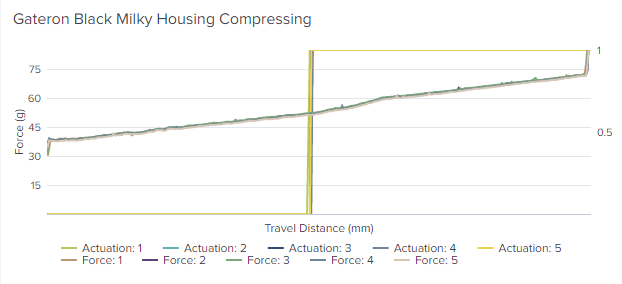 Gateron Black Milky Housing Compressing
75
60
45
30
15
Force (g)
1
0.5
Travel Distance (mm)
Actuation: 1 Actuation: 2 Actuation: 3 Actuation: 4 Actuation: 5
Force: 1 Force: 2 Force: 3 Force: 4 Force: 5